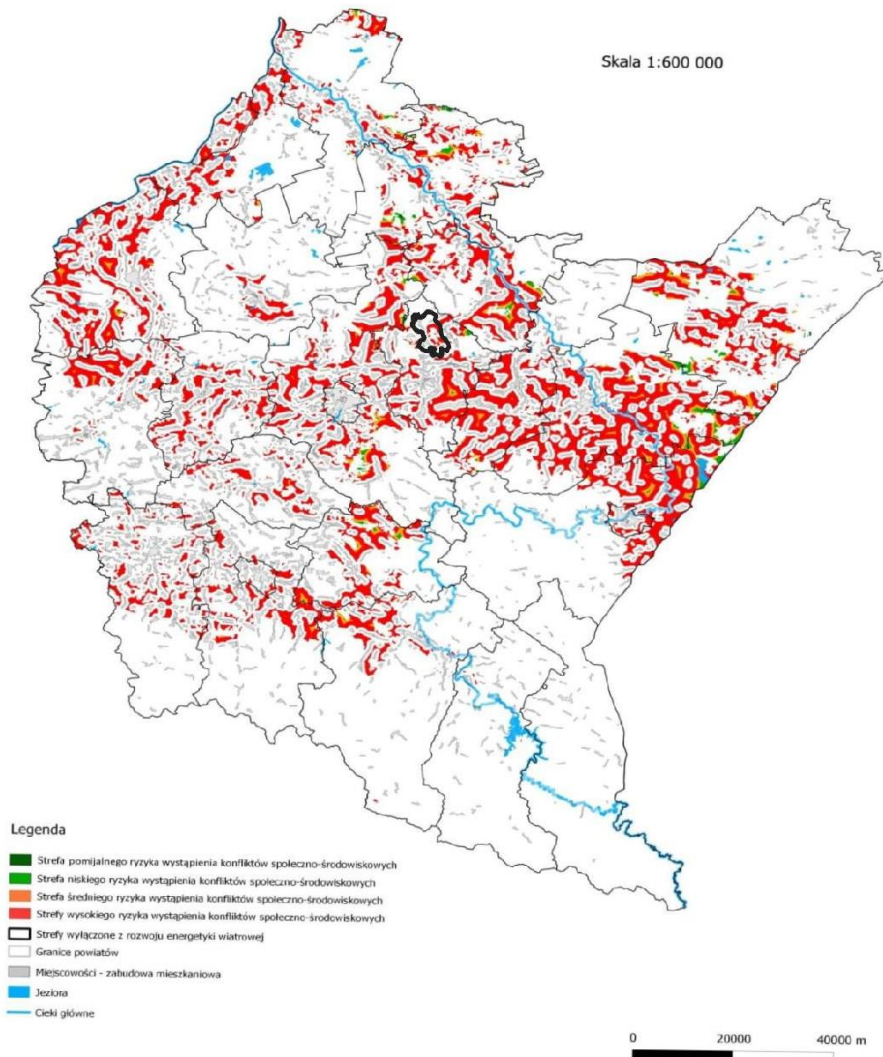 Skala 1:600 000
Legenda
Strefa pomijalnego ryzyka wystąpienia konfliktów społeczno-środowiskowych
Strefa niskiego ryzyka wystąpienia konfliktów społeczno-środowiskowych
Strefa średniego ryzyka wystąpienia konfliktów społeczno-środowiskowych
Strefy wysokiego ryzyka wystąpienia konfliktów społeczno-środowiskowych
Strefy wyłączone z rozwoju energetyki wiatrowej
Granice powiatów
Miejscowości - zabudowa mieszkaniowa
Jeziora
Cieki główne
0 20000 40000 m